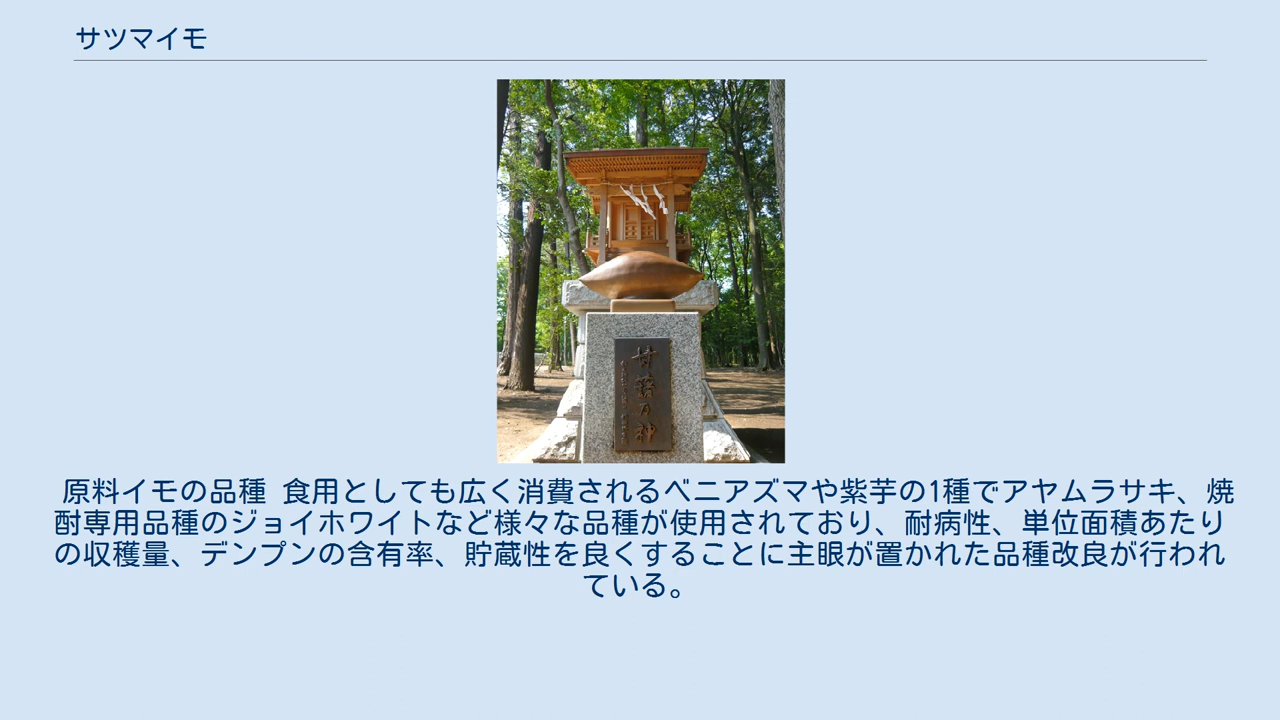 サツマイモ
甘藷乃神
原料イモの品種 食用としても広く消費されるベニアズマや紫芋の1種でアヤムラサキ、焼
酎専用品種のジョイホワイトなど様々な品種が使用されており、耐病性、単位面積あたり
の収穫量、デンプンの含有率、貯蔵性を良くすることに主眼が置かれた品種改良が行われ
ている。